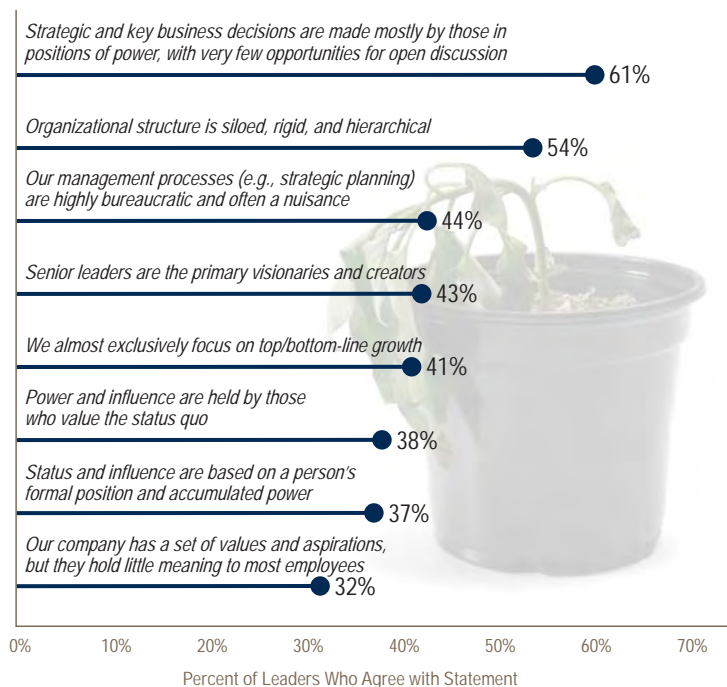 Strategic and key business decisions are made mostly by those in
positions of power, with very few opportunities for open discussion
61%
Organizational structure is siloed, rigid, and hierarchical
54%
Our management processes (e.g., strategic planning)
are highly bureaucratic and often a nuisance
44%
Senior leaders are the primary visionaries and creators
43%
We almost exclusively focus on top/bottom-line growth
41%
Power and influence are held by those
who value the status quo
38%
Status and influence are based on a person's
formal position and accumulated power
37%
Our company has a set of values and aspirations,
but they hold little meaning to most employees
32%
0% 10% 20% 30% 40% 50% 60% 70%
Percent of Leaders Who Agree with Statement